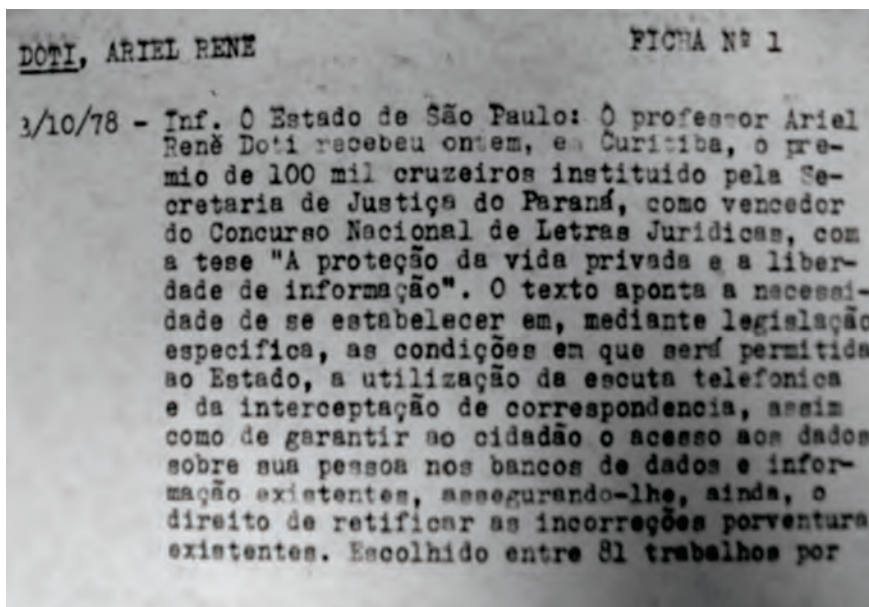 DOTI, ARIEL RENE FICHA Nº 1
3/10/78 - Inf. O Estado de São Paulo: O professor Ariel
Renê Doti recebeu ontem, em Curitiba, o pre-
mio de 100 mil cruzeiros instituido pela Se-
cretaria de Justiça do Paraná, como vencedor
do Concurso Nacional de Letras Juridicas, com
a tese "A proteção da vida privada e a liber-
dade de informação". O texto aponta a necessi-
dade de se estabelecer em, mediante legislação
especifica, as condições em que será permitida
ao Estado, a utilização da escuta telefonica
e da interceptação de correspondencia, assim
como de garantir ao cidadão o acesso aos dados
sobre sua pessoa nos bancos de dados e infor-
mação existentes, assegurando-lhe, ainda, o
direito de retificar as incorreções porventura
existentes. Escolhido entre 81 trabalhos por